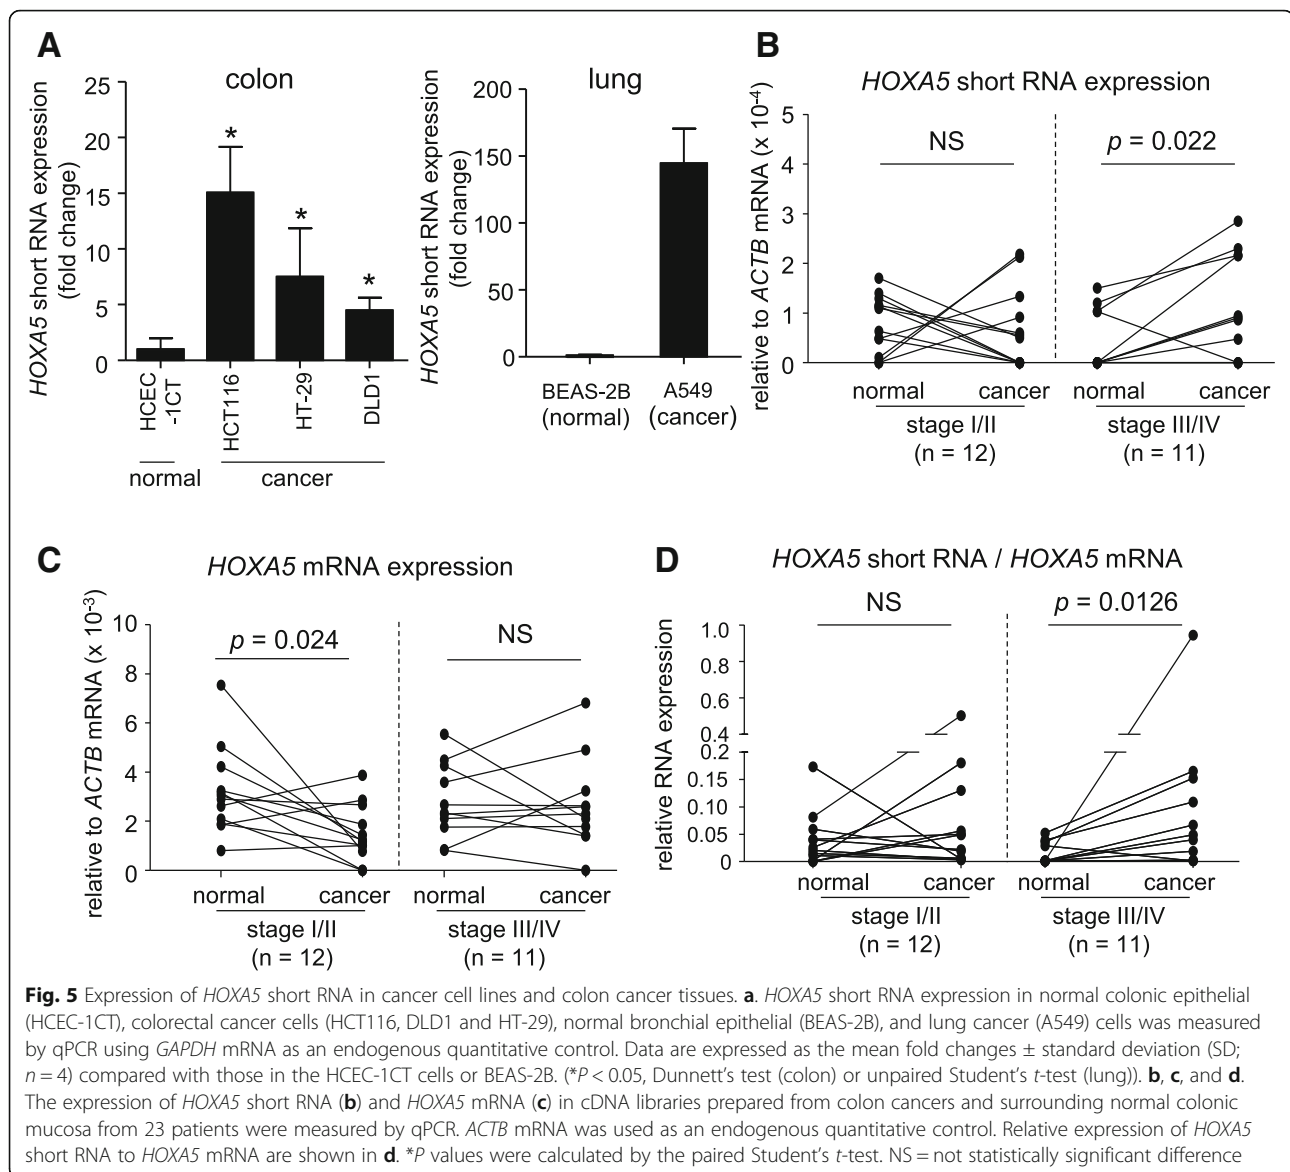 A
colon
HOXA5 short RNA expression
(fold change)
25
20
15
10
5
0
*
*
*
HCEC
-1CT
HCT116
HT-29
DLD1
normal
cancer
lung
HOXA5 short RNA expression
(fold change)
200
150
100
50
0
BEAS-2B
(normal)
A549
(cancer)
B
HOXA5 short RNA expression
relative to ACTB mRNA (x 10-4)
5
4
3
2
1
0
NS
p = 0.022
normal
cancer
normal
cancer
stage I/II
(n = 12)
stage III/IV
(n = 11)
C
HOXA5 mRNA expression
relative to ACTB mRNA (x 10-3)
10
8
6
4
2
0
p = 0.024
NS
normal
cancer
normal
cancer
stage I/II
(n = 12)
stage III/IV
(n = 11)
D
HOXA5 short RNA / HOXA5 mRNA
relative RNA expression
1.0
0.8
0.6
0.4
0.2
0.15
0.10
0.05
0
NS
p = 0.0126
normal
cancer
normal
cancer
stage I/II
(n = 12)
stage III/IV
(n = 11)
Fig. 5 Expression of HOXA5 short RNA in cancer cell lines and colon cancer tissues. a. HOXA5 short RNA expression in normal colonic epithelial
(HCEC-1CT), colorectal cancer cells (HCT116, DLD1 and HT-29), normal bronchial epithelial (BEAS-2B), and lung cancer (A549) cells was measured
by qPCR using GAPDH mRNA as an endogenous quantitative control. Data are expressed as the mean fold changes ± standard deviation (SD;
n = 4) compared with those in the HCEC-1CT cells or BEAS-2B. (*P < 0.05, Dunnett's test (colon) or unpaired Student's t-test (lung)). b, c, and d.
The expression of HOXA5 short RNA (b) and HOXA5 mRNA (c) in cDNA libraries prepared from colon cancers and surrounding normal colonic
mucosa from 23 patients were measured by qPCR. ACTB mRNA was used as an endogenous quantitative control. Relative expression of HOXA5
short RNA to HOXA5 mRNA are shown in d. *P values were calculated by the paired Student's t-test. NS = not statistically significant difference